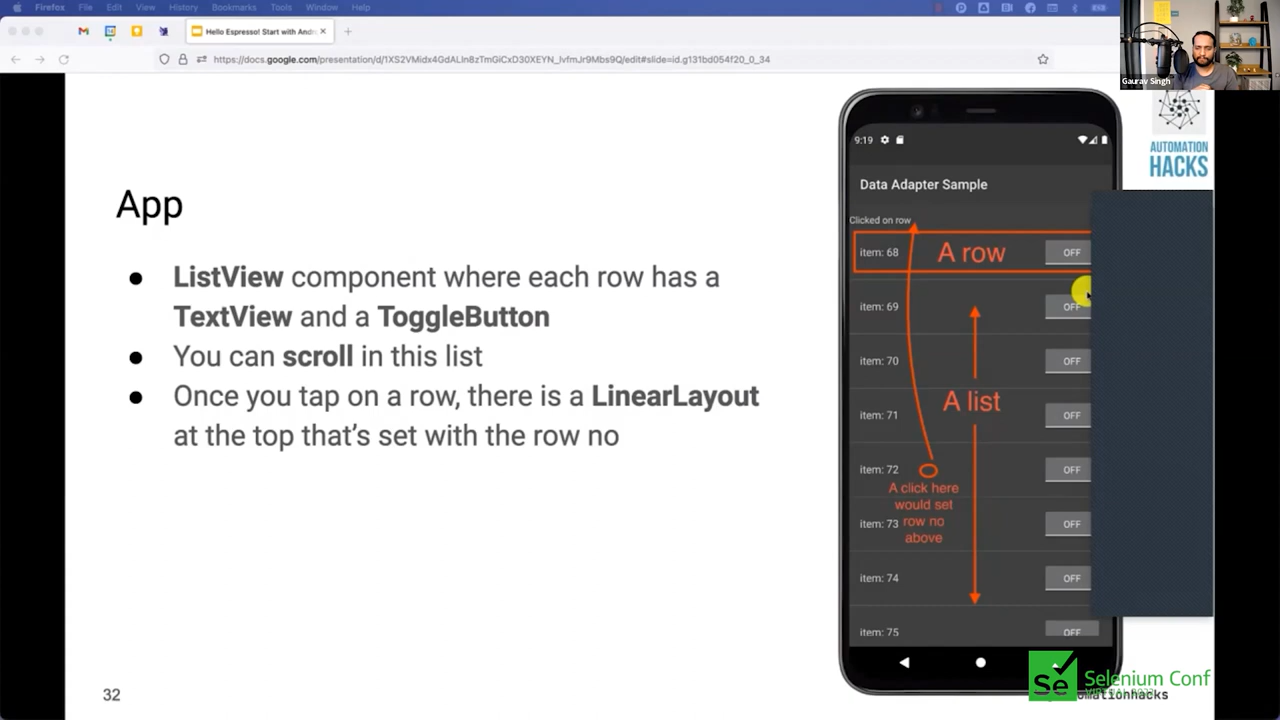 Firefox File Edit View History Bookmarks Tools Window Help
Hello Espresso! Start with Andr
https://docs.google.com/presentation/d/1XS2VMidx4GdALIn8zTmGiCxD30XEYN_IvfmJr9Mbs9Q/edit#slide=id.g131bd054f20_0_34
Gaurav Singh
AUTOMATION
HACKS
App
● ListView component where each row has a
TextView and a ToggleButton
● You can scroll in this list
● Once you tap on a row, there is a LinearLayout
at the top that's set with the row no
32
9:19
Data Adapter Sample
Clicked on row
item: 68 A row OFF
item: 69 OFF
item: 70 OFF
A list
item: 71 OFF
item: 72 OFF
A click here
would set
item: 73 row no OFF
above
item: 74 OFF
item: 75 OFF
Se Selenium Conf
automationhacks